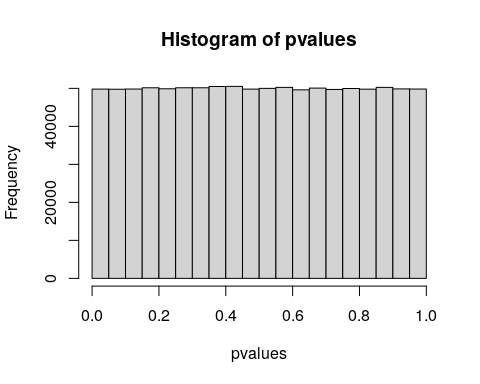 Histogram of pvalues
Frequency
40000
20000
0
0.0 0.2 0.4 0.6 0.8 1.0
pvalues